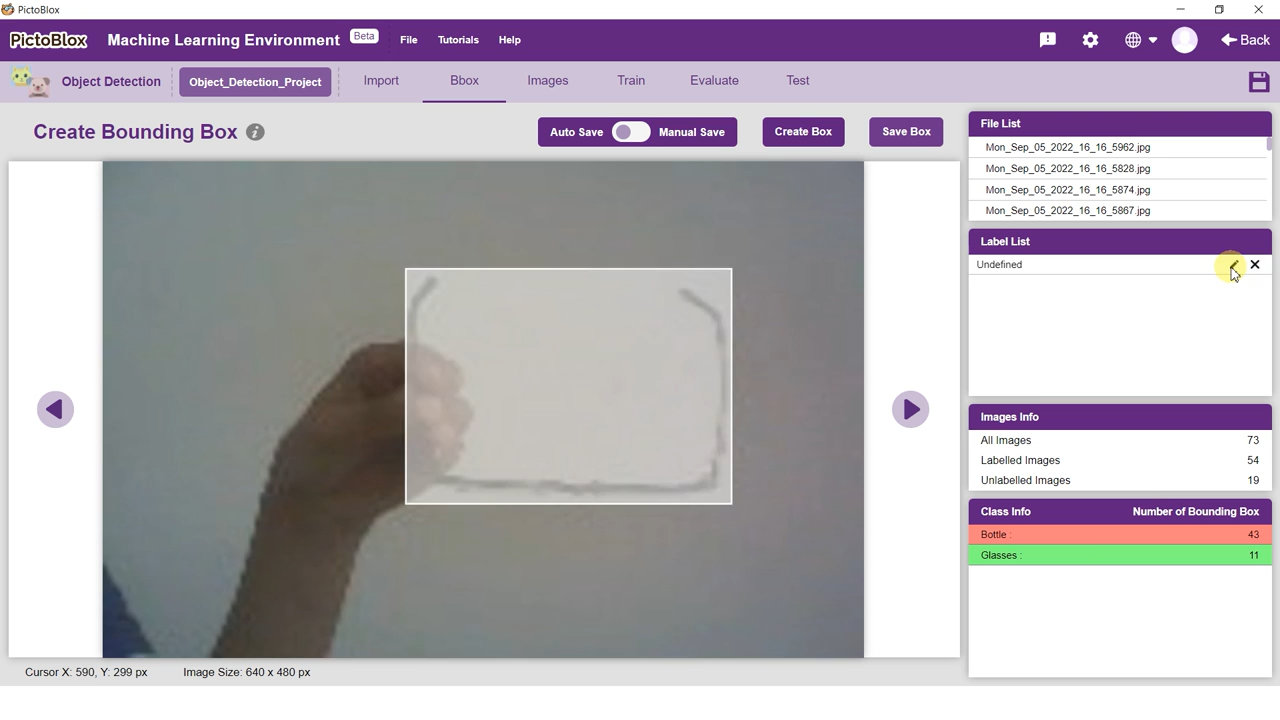 PictoBlox
PictoBlox Machine Learning Environment Beta File Tutorials Help Back
Object Detection Object_Detection_Project Import Bbox Images Train Evaluate Test
Create Bounding Box i Auto Save Manual Save Create Box Save Box
File List
Mon_Sep_05_2022_16_16_5962.jpg
Mon_Sep_05_2022_16_16_5828.jpg
Mon_Sep_05_2022_16_16_5874.jpg
Mon_Sep_05_2022_16_16_5867.jpg
Label List
Undefined
Images Info
All Images 73
Labelled Images 54
Unlabelled Images 19
Class Info Number of Bounding Box
Bottle : 43
Glasses : 11
Cursor X: 590, Y: 299 px Image Size: 640 x 480 px